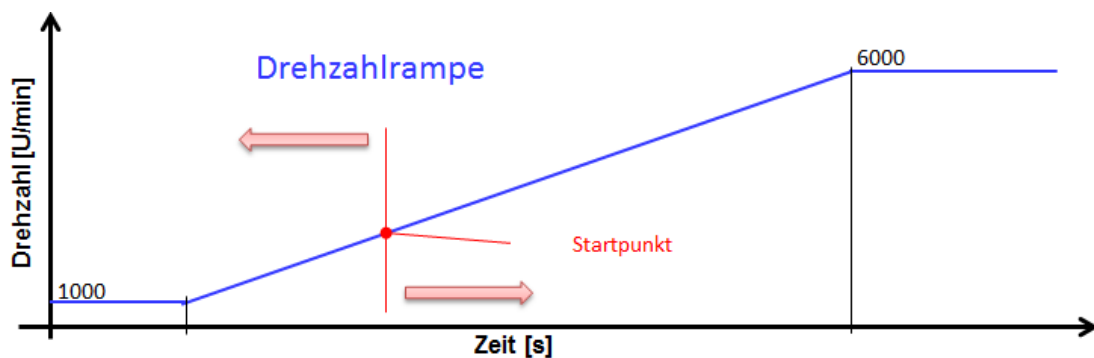 Drehzahlrampe
6000
Drehzahl [U/min]
Startpunkt
1000
Zeit [s]